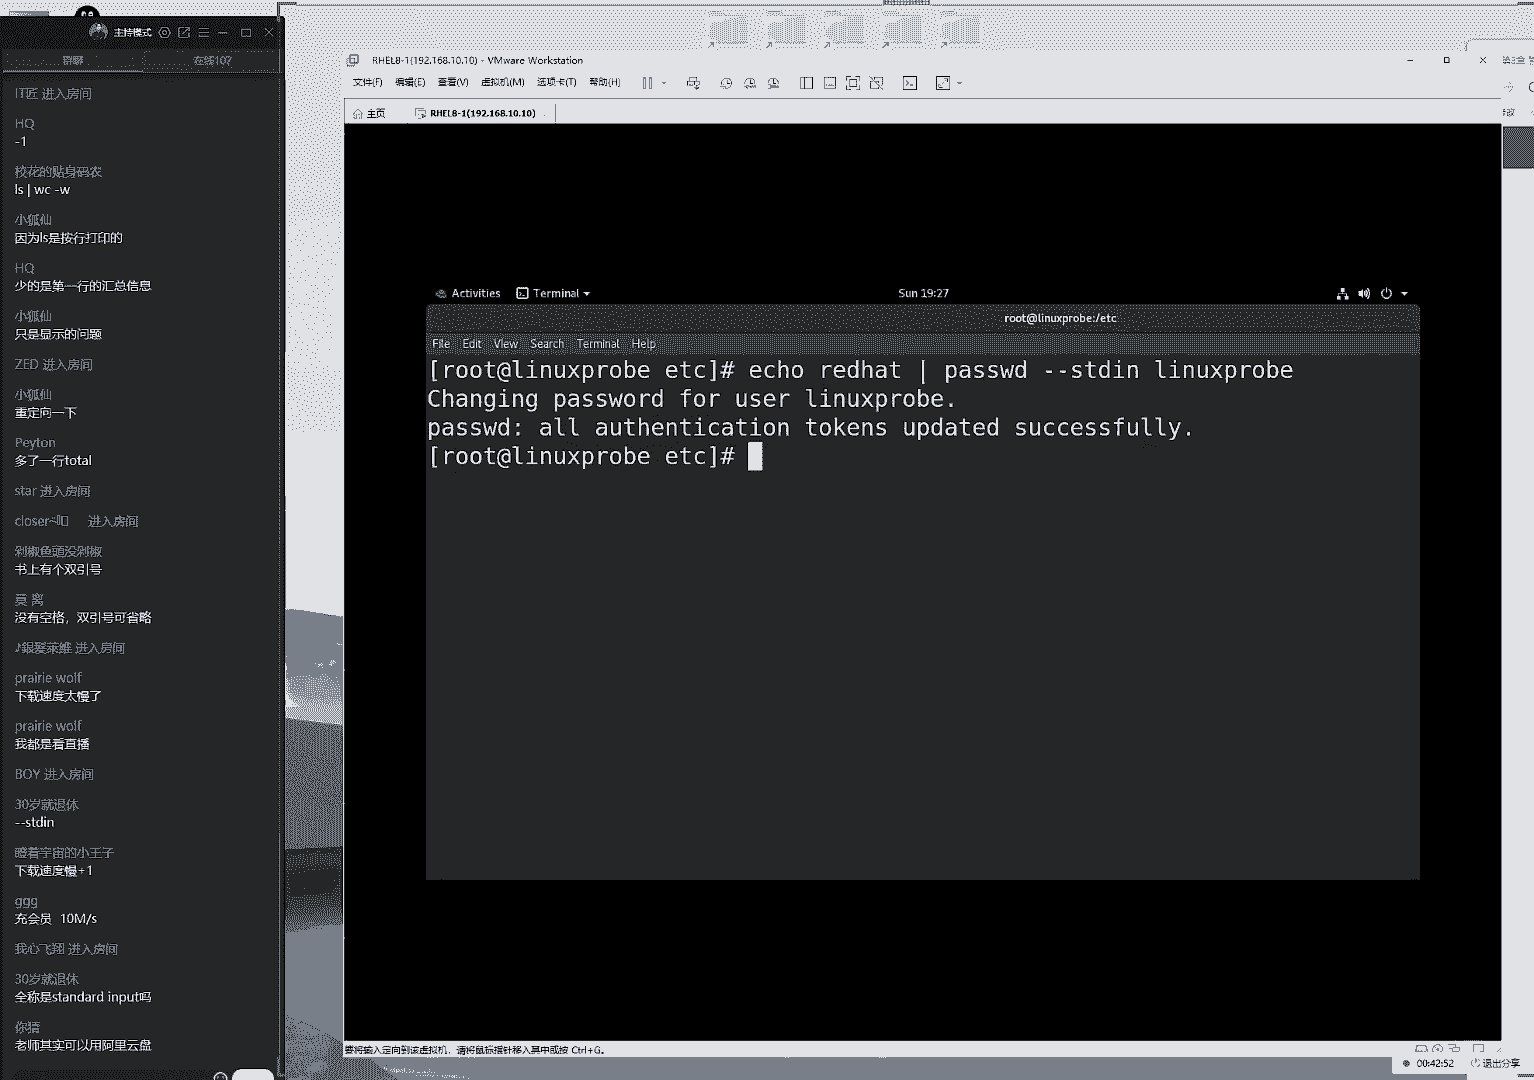 主持模式
群聊
在线107
IT匠 进入房间
HQ
-1
校花的贴身码农
ls | wc -w
小狐仙
因为ls是按行打印的
HQ
少的是第一行的汇总信息
小狐仙
只是显示的问题
ZED 进入房间
小狐仙
重定向一下
Peyton
多了一行total
star 进入房间
进入房间
剁椒鱼頭没剁椒
书上有个双引号
莫 离
没有空格，双引号可省略
进入房间
prairie wolf
下载速度太慢了
prairie wolf
我都是看直播
BOY 进入房间
30岁就退休
--stdin
瞪着宇宙的小王子
下载速度慢+1
ggg
充会员 10M/s
我心飞翔 进入房间
30岁就退休
全称是standard input吗
你猜
老师其实可以用阿里云盘
RHEL8-1(192.168.10.10) - VMware Workstation
文件(F) 编辑(E) 查看(V) 虚拟机(M) 选项卡(T) 帮助(H)
主页
RHEL8-1(192.168.10.10)
Activities Terminal Sun 19:27
root@linuxprobe:/etc
File Edit View Search Terminal Help
[root@linuxprobe etc]# echo redhat | passwd --stdin linuxprobe
Changing password for user linuxprobe.
passwd: all authentication tokens updated successfully.
[root@linuxprobe etc]#
要将输入定向到该虚拟机，请将鼠标指针移入其中或按 Ctrl+G。
00:42:52 退出分享